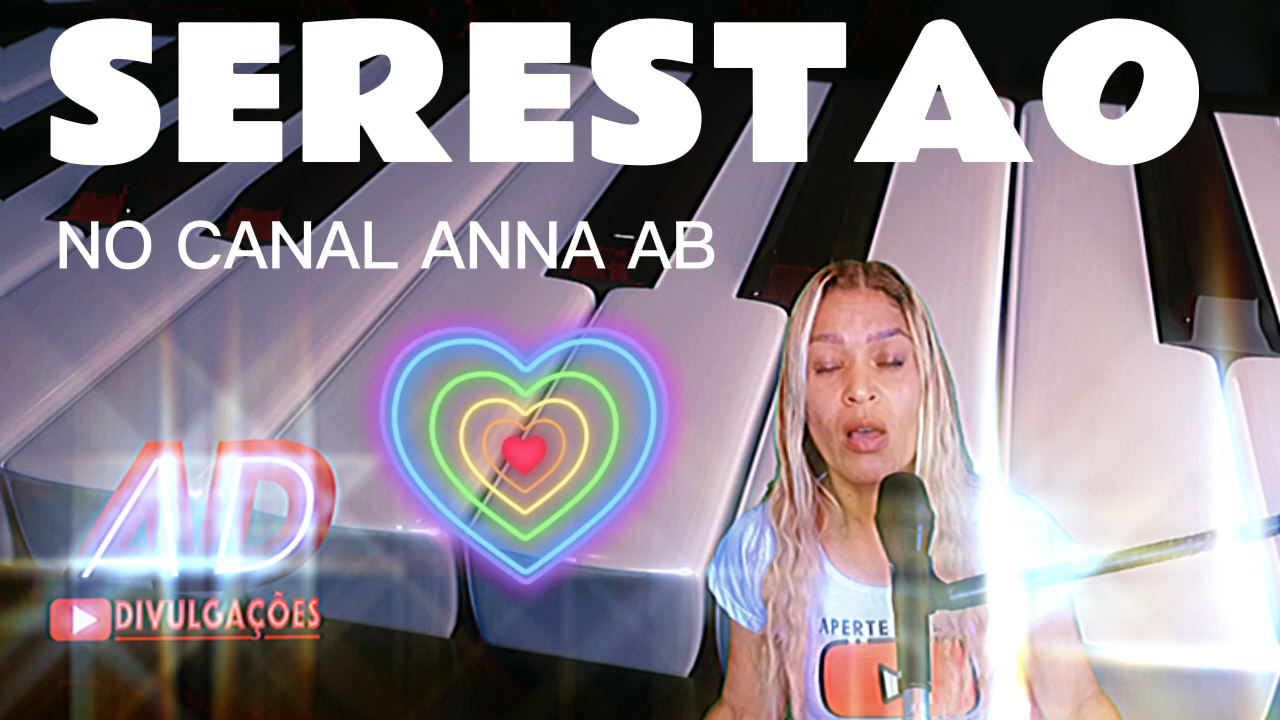 SERESTAO
NO CANAL ANNA AB
AD
DIVULGAÇÕES
APERTE